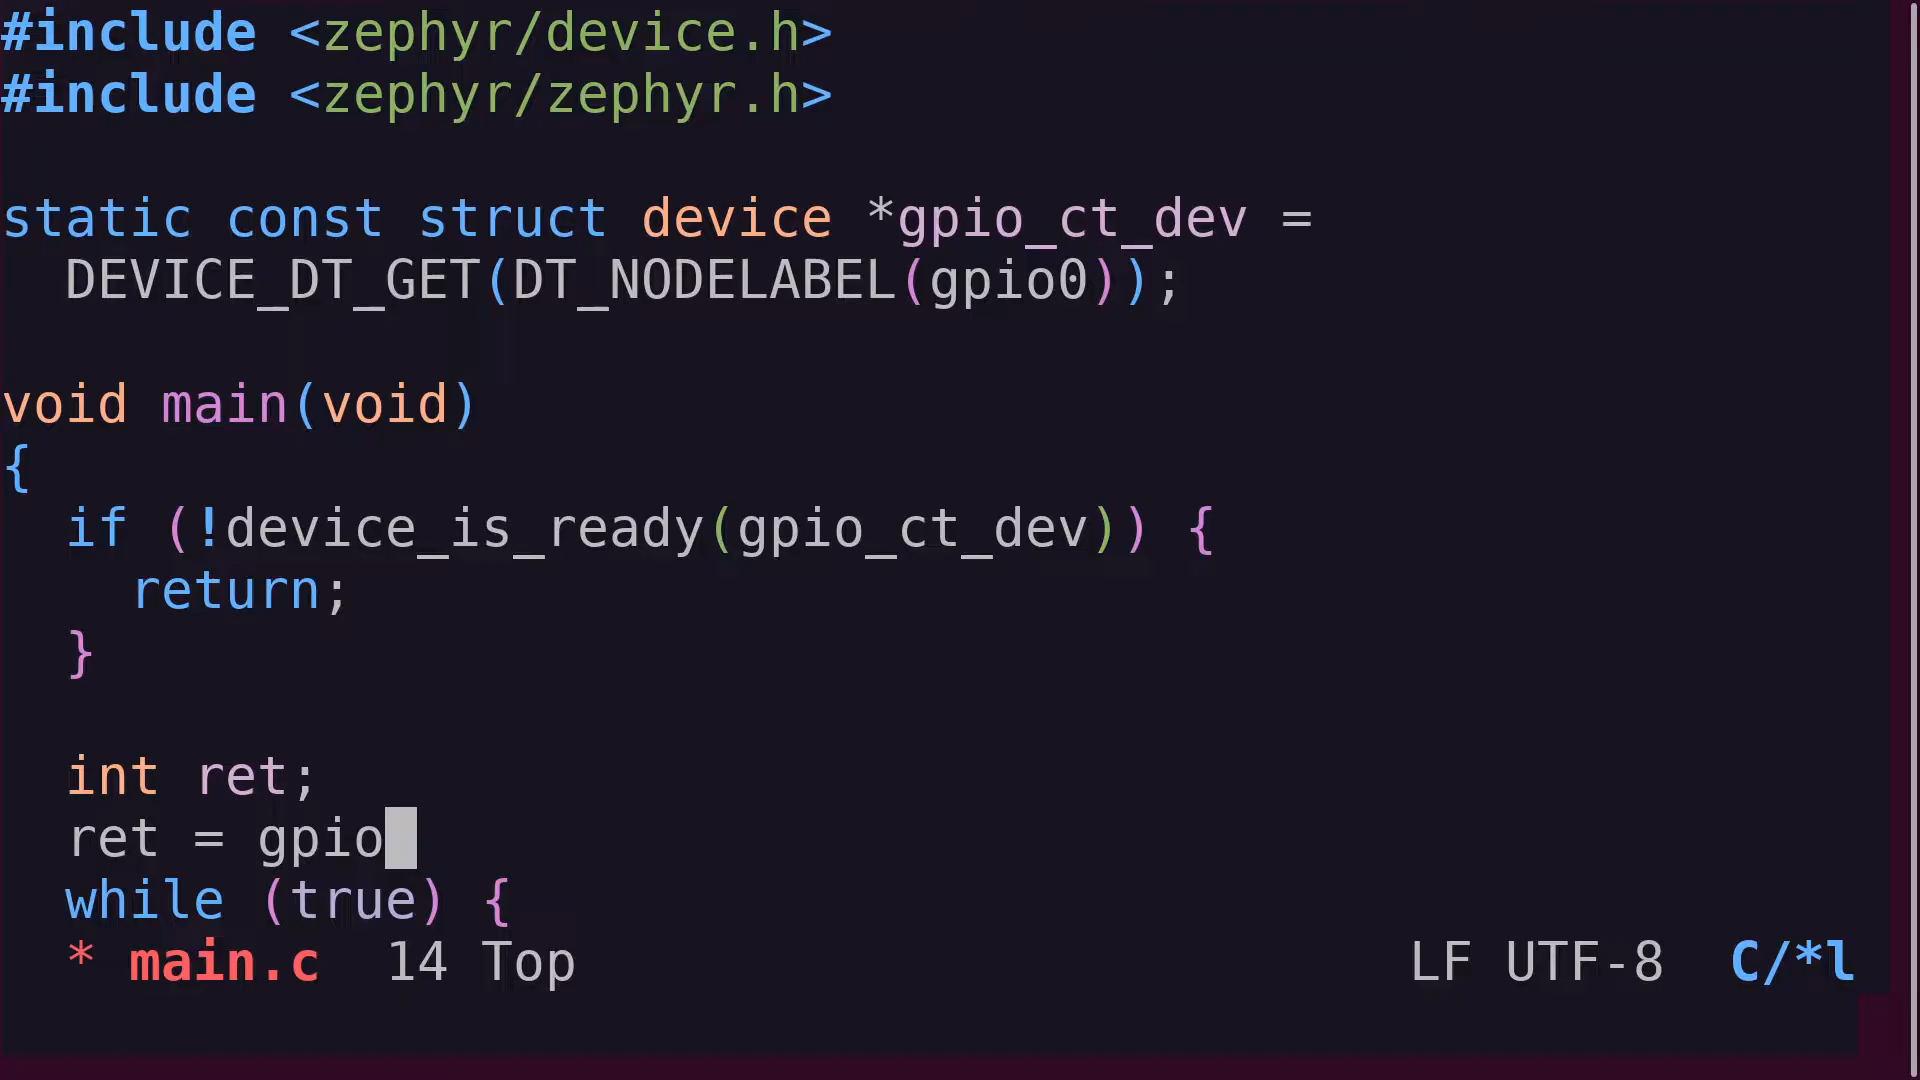 #include <zephyr/device.h>
#include <zephyr/zephyr.h>

static const struct device *gpio_ct_dev =
  DEVICE_DT_GET(DT_NODELABEL(gpio0));

void main(void)
{
  if (!device_is_ready(gpio_ct_dev)) {
    return;
  }

  int ret;
  ret = gpio
  while (true) {
  * main.c  14 Top LF UTF-8  C/*l